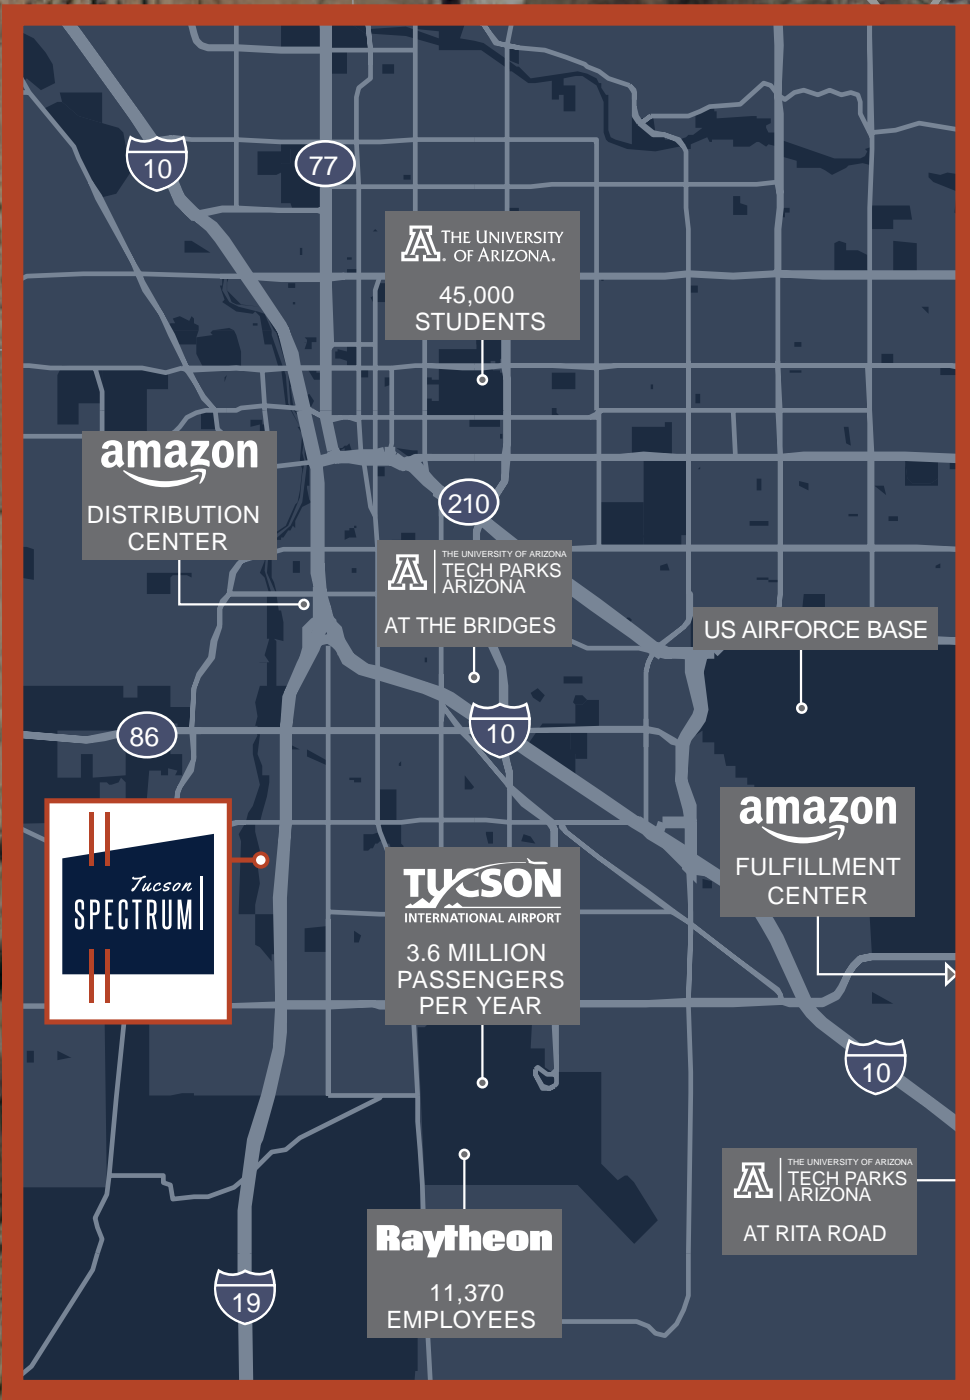 10
77
A. THE UNIVERSITY
OF ARIZONA.
45,000
STUDENTS
amazon
DISTRIBUTION
CENTER
210
A
THE UNIVERSITY OF ARIZONA
TECH PARKS
ARIZONA
AT THE BRIDGES
US AIRFORCE BASE
86
10
amazon
FULFILLMENT
CENTER
Tucson
SPECTRUM
TUCSON
INTERNATIONAL AIRPORT
3.6 MILLION
PASSENGERS
PER YEAR
10
A
THE UNIVERSITY OF ARIZONA
TECH PARKS
ARIZONA
AT RITA ROAD
Raytheon
11,370
EMPLOYEES
19